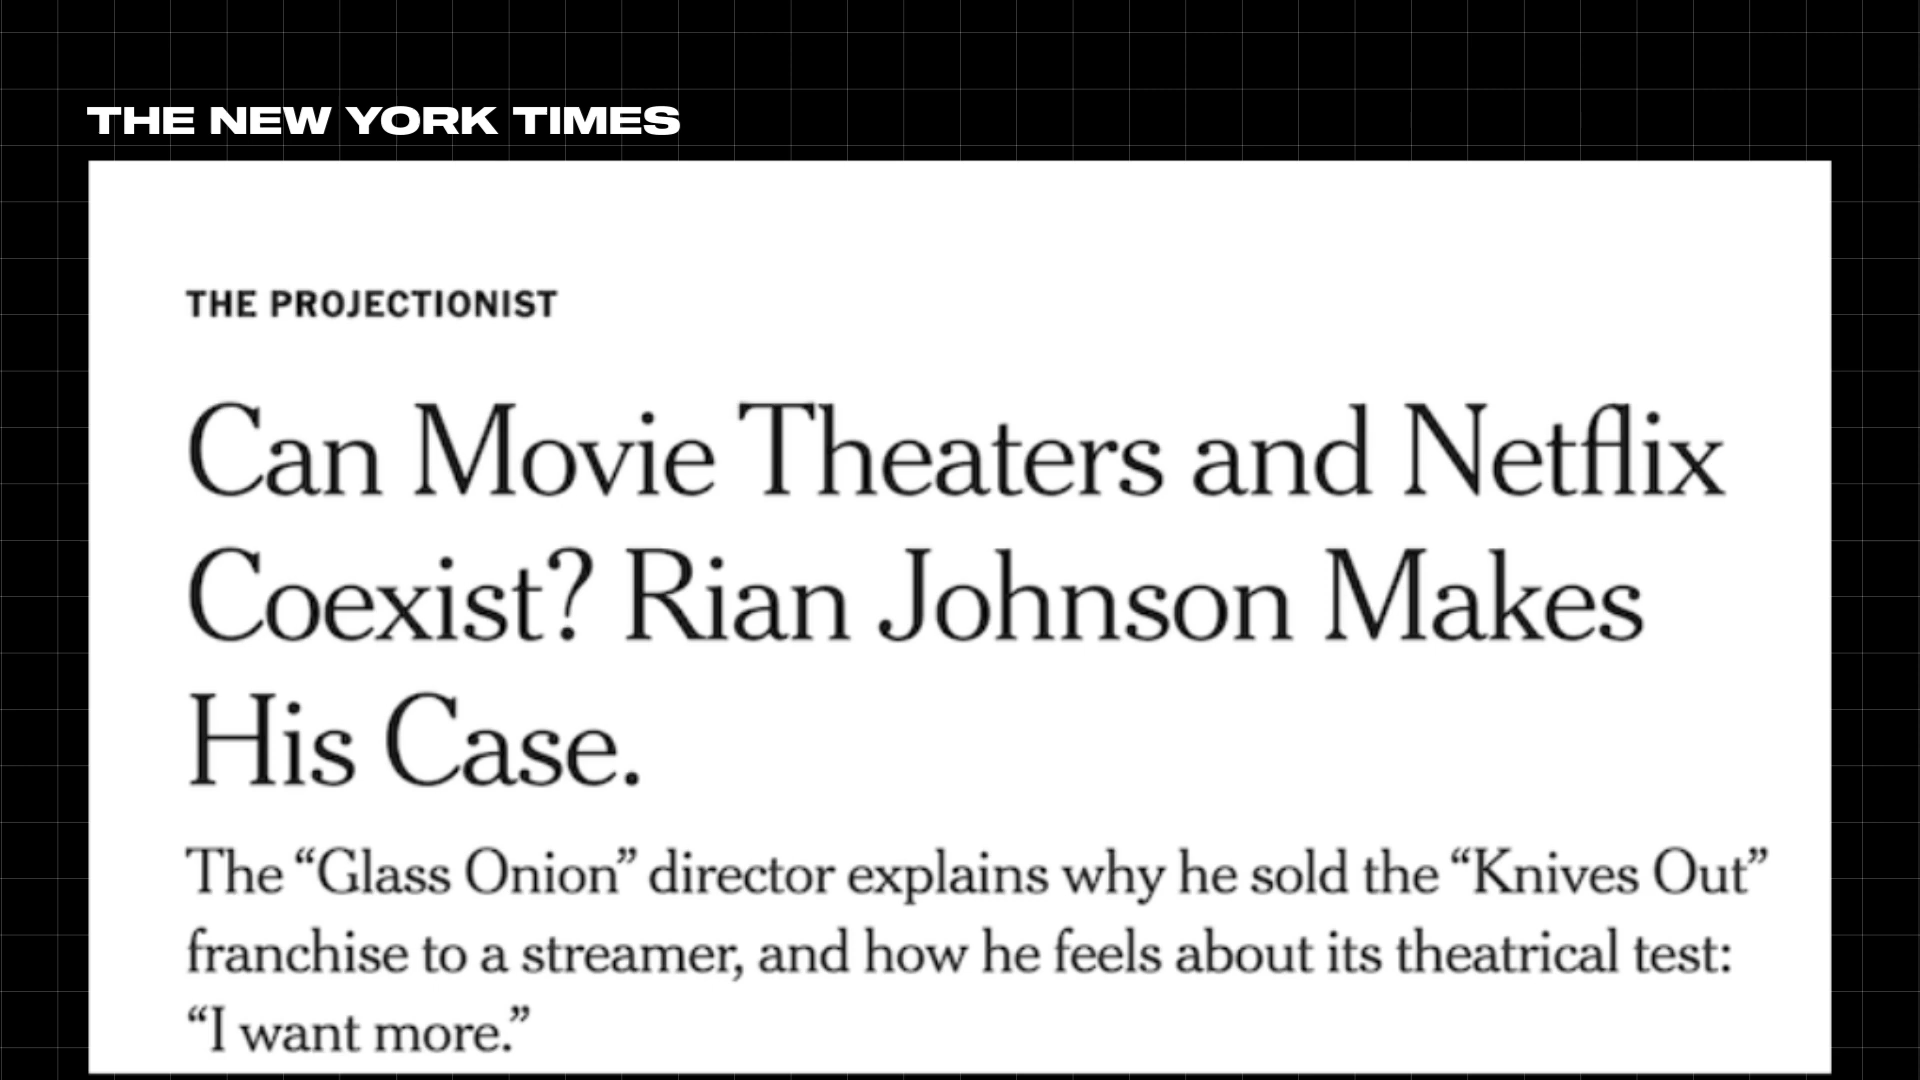 THE NEW YORK TIMES
THE PROJECTIONIST
Can Movie Theaters and Netflix
Coexist? Rian Johnson Makes
His Case.
The “Glass Onion” director explains why he sold the “Knives Out”
franchise to a streamer, and how he feels about its theatrical test:
“I want more.”